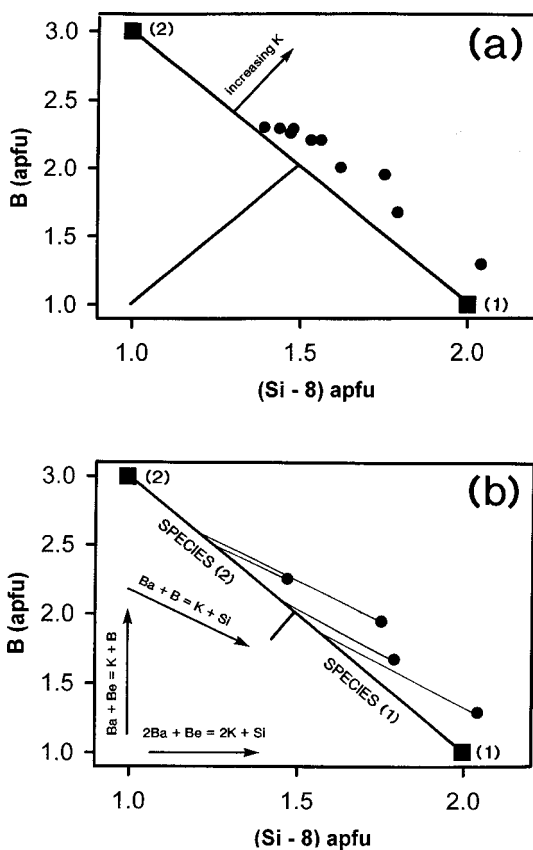 (a)
3.0
(2)
increasing K
2.5
B (apfu)
2.0
1.5
1.0
(1)
1.0
1.5
2.0
(Si - 8) apfu
(b)
3.0
(2)
SPECIES (2)
2.5
Ba + B = K + Si
B (apfu)
2.0
Ba + Be = K + B
1.5
SPECIES (1)
2Ba + Be = 2K + Si
1.0
(1)
1.0
1.5
2.0
(Si - 8) apfu